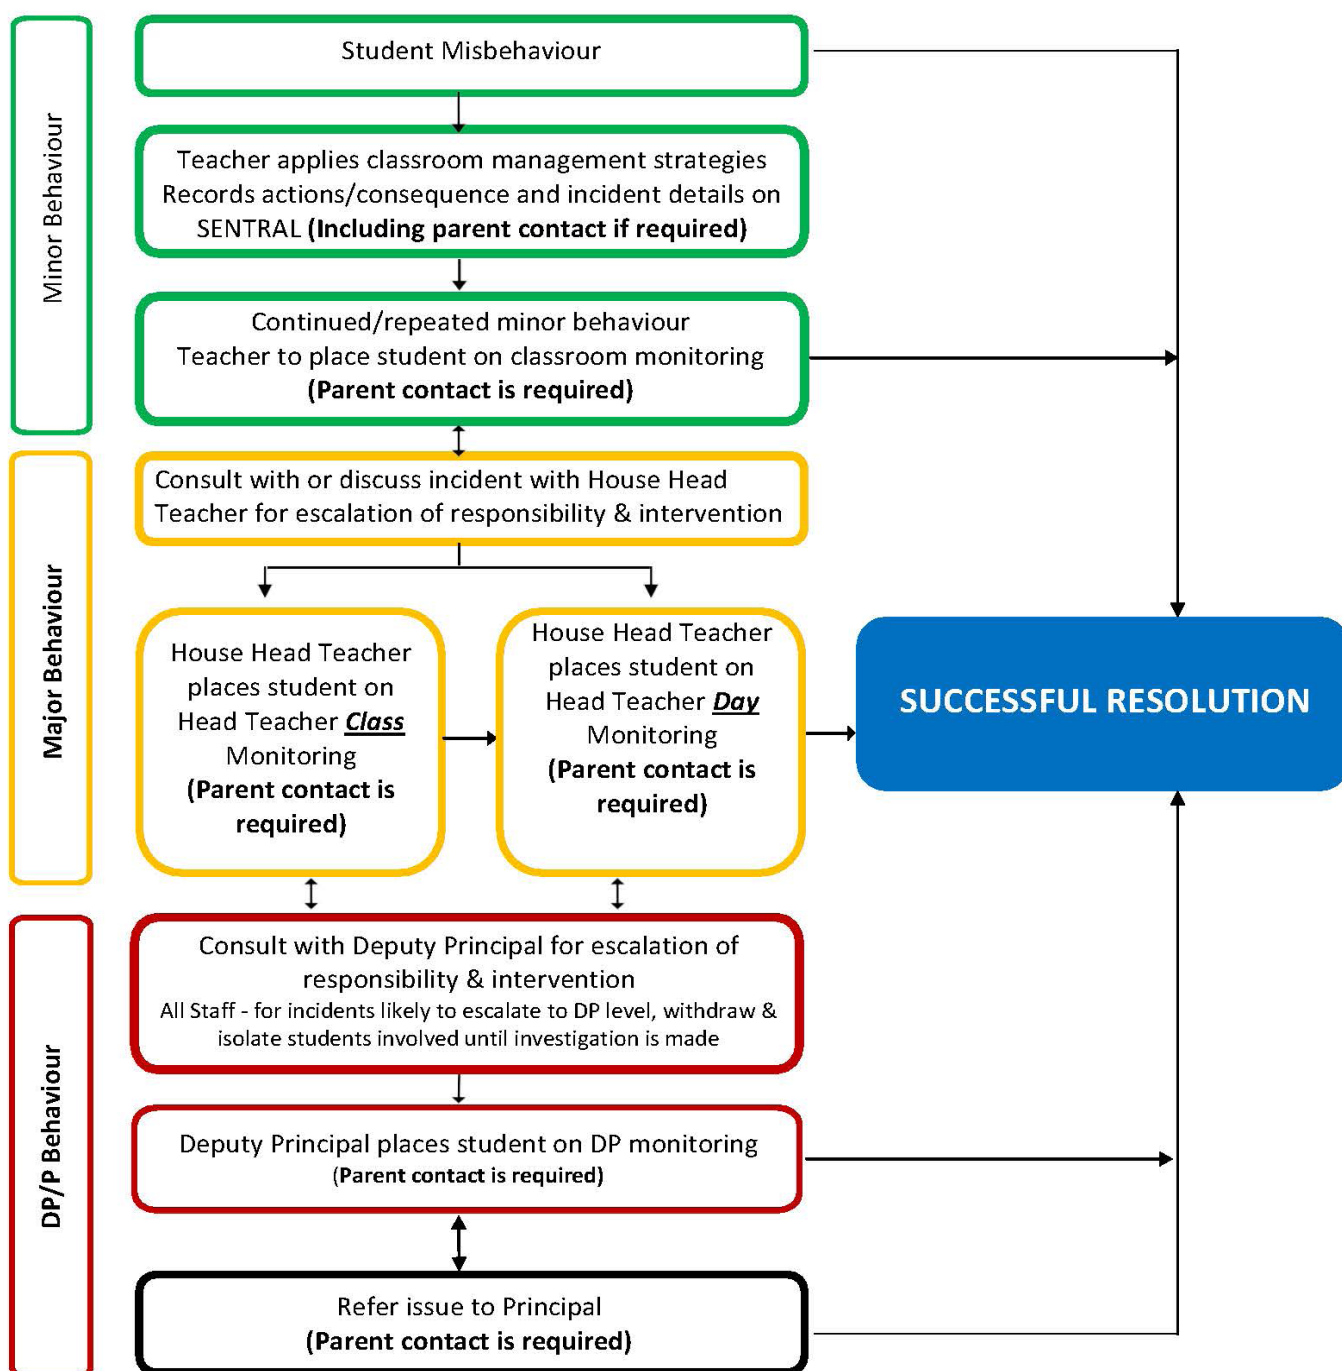 Minor Behaviour
Student Misbehaviour
Teacher applies classroom management strategies
Records actions/consequence and incident details on
SENTRAL (Including parent contact if required)
Continued/repeated minor behaviour
Teacher to place student on classroom monitoring
(Parent contact is required)
Major Behaviour
Consult with or discuss incident with House Head
Teacher for escalation of responsibility & intervention
House Head Teacher
places student on
Head Teacher Class
Monitoring
(Parent contact is
required)
House Head Teacher
places student on
Head Teacher Day
Monitoring
(Parent contact is
required)
SUCCESSFUL RESOLUTION
DP/P Behaviour
Consult with Deputy Principal for escalation of
responsibility & intervention
All Staff - for incidents likely to escalate to DP level, withdraw &
isolate students involved until investigation is made
Deputy Principal places student on DP monitoring
(Parent contact is required)
Refer issue to Principal
(Parent contact is required)